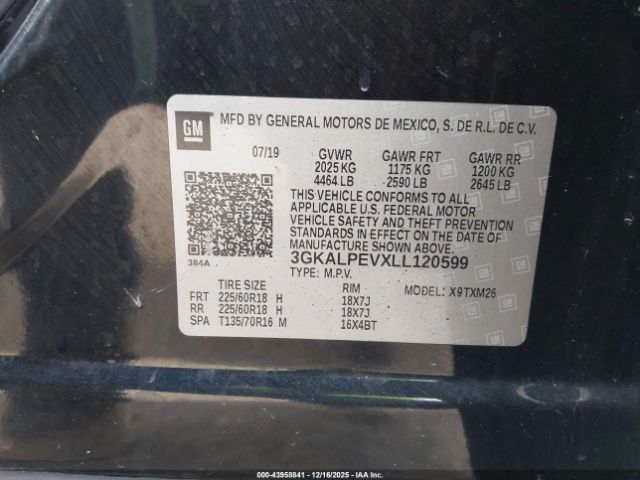 GM
MFD BY GENERAL MOTORS DE MEXICO, S. DE R.L. DE C.V.
07/19 GVWR GAWR FRT GAWR RR
2025 KG 1175 KG 1200 KG
4464 LB 2590 LB 2645 LB
THIS VEHICLE CONFORMS TO ALL
APPLICABLE U.S. FEDERAL MOTOR
VEHICLE SAFETY AND THEFT PREVENTION
STANDARDS IN EFFECT ON THE DATE OF
MANUFACTURE SHOWN ABOVE.
384A 3GKALPEVXLL120599
TYPE: M.P.V.
TIRE SIZE RIM MODEL: X9TXM26
FRT 225/60R18 H 18X7J
RR 225/60R18 H 18X7J
SPA T135/70R16 M 16X4BT
000-43958841 - 12/16/2025 - IAAI.COM